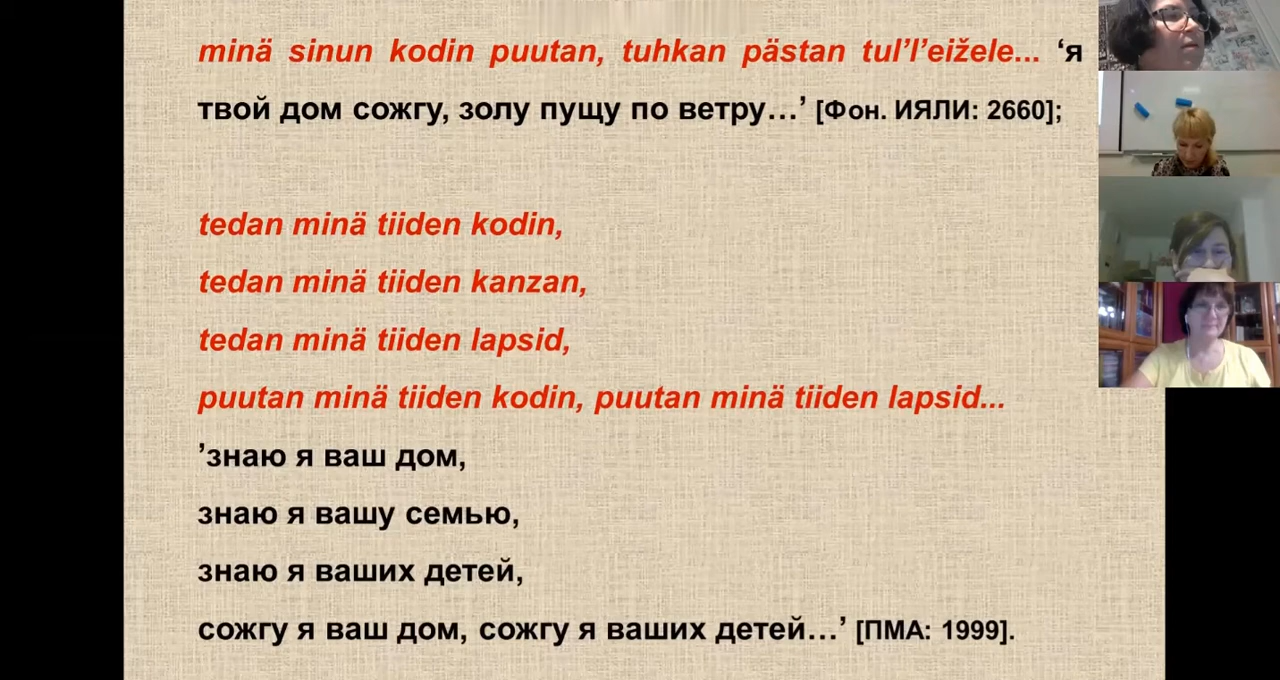 minä sinun kodin puutan, tuhkan pästan tul’l’eižele... ‘я
твой дом сожгу, золу пущу по ветру…’ [Фон. ИЯЛИ: 2660];
tedan minä tiiden kodin,
tedan minä tiiden kanzan,
tedan minä tiiden lapsid,
puutan minä tiiden kodin, puutan minä tiiden lapsid...
’знаю я ваш дом,
знаю я вашу семью,
знаю я ваших детей,
сожгу я ваш дом, сожгу я ваших детей…’ [ПМА: 1999].